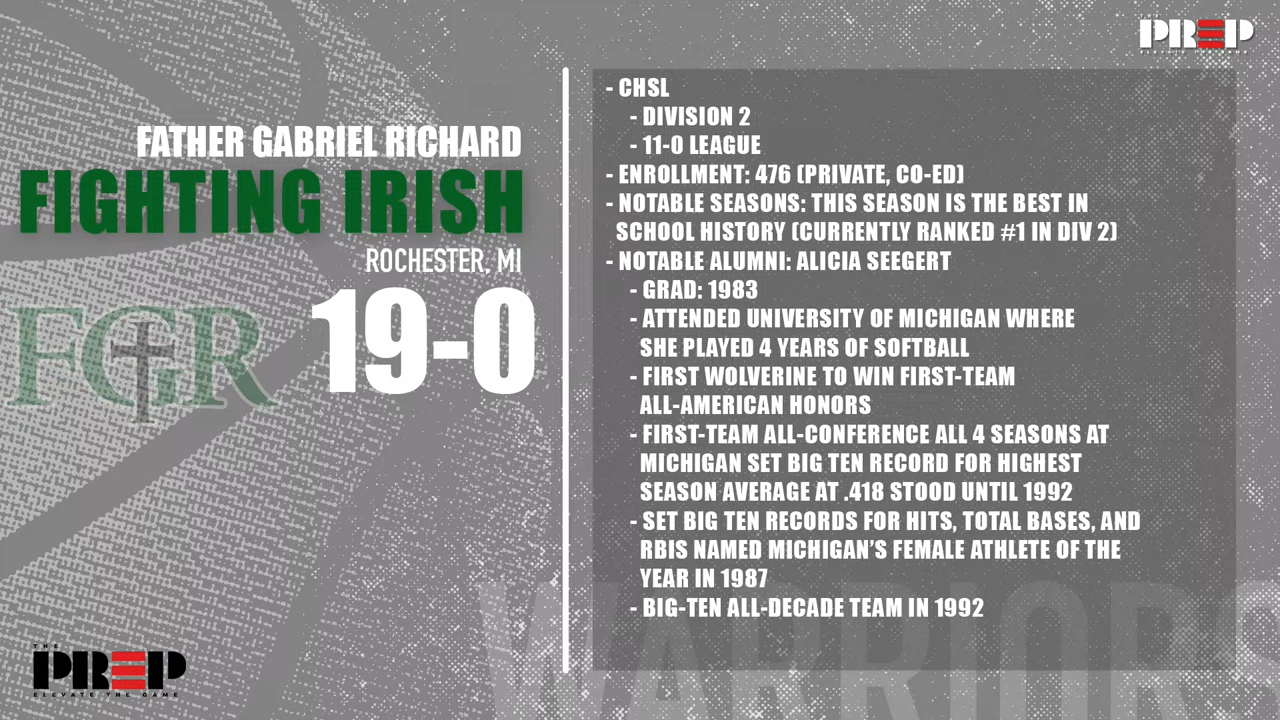 PREP
ELEVATE THE GAME
FATHER GABRIEL RICHARD
FIGHTING IRISH
ROCHESTER, MI
19-0
FGR
- CHSL
- DIVISION 2
- 11-0 LEAGUE
- ENROLLMENT: 476 (PRIVATE, CO-ED)
- NOTABLE SEASONS: THIS SEASON IS THE BEST IN
SCHOOL HISTORY (CURRENTLY RANKED #1 IN DIV 2)
- NOTABLE ALUMNI: ALICIA SEEGERT
- GRAD: 1983
- ATTENDED UNIVERSITY OF MICHIGAN WHERE
SHE PLAYED 4 YEARS OF SOFTBALL
- FIRST WOLVERINE TO WIN FIRST-TEAM
ALL-AMERICAN HONORS
- FIRST-TEAM ALL-CONFERENCE ALL 4 SEASONS AT
MICHIGAN SET BIG TEN RECORD FOR HIGHEST
SEASON AVERAGE AT .418 STOOD UNTIL 1992
- SET BIG TEN RECORDS FOR HITS, TOTAL BASES, AND
RBIS NAMED MICHIGAN'S FEMALE ATHLETE OF THE
YEAR IN 1987
- BIG-TEN ALL-DECADE TEAM IN 1992
WARRIORS
THE
PREP
ELEVATE THE GAME